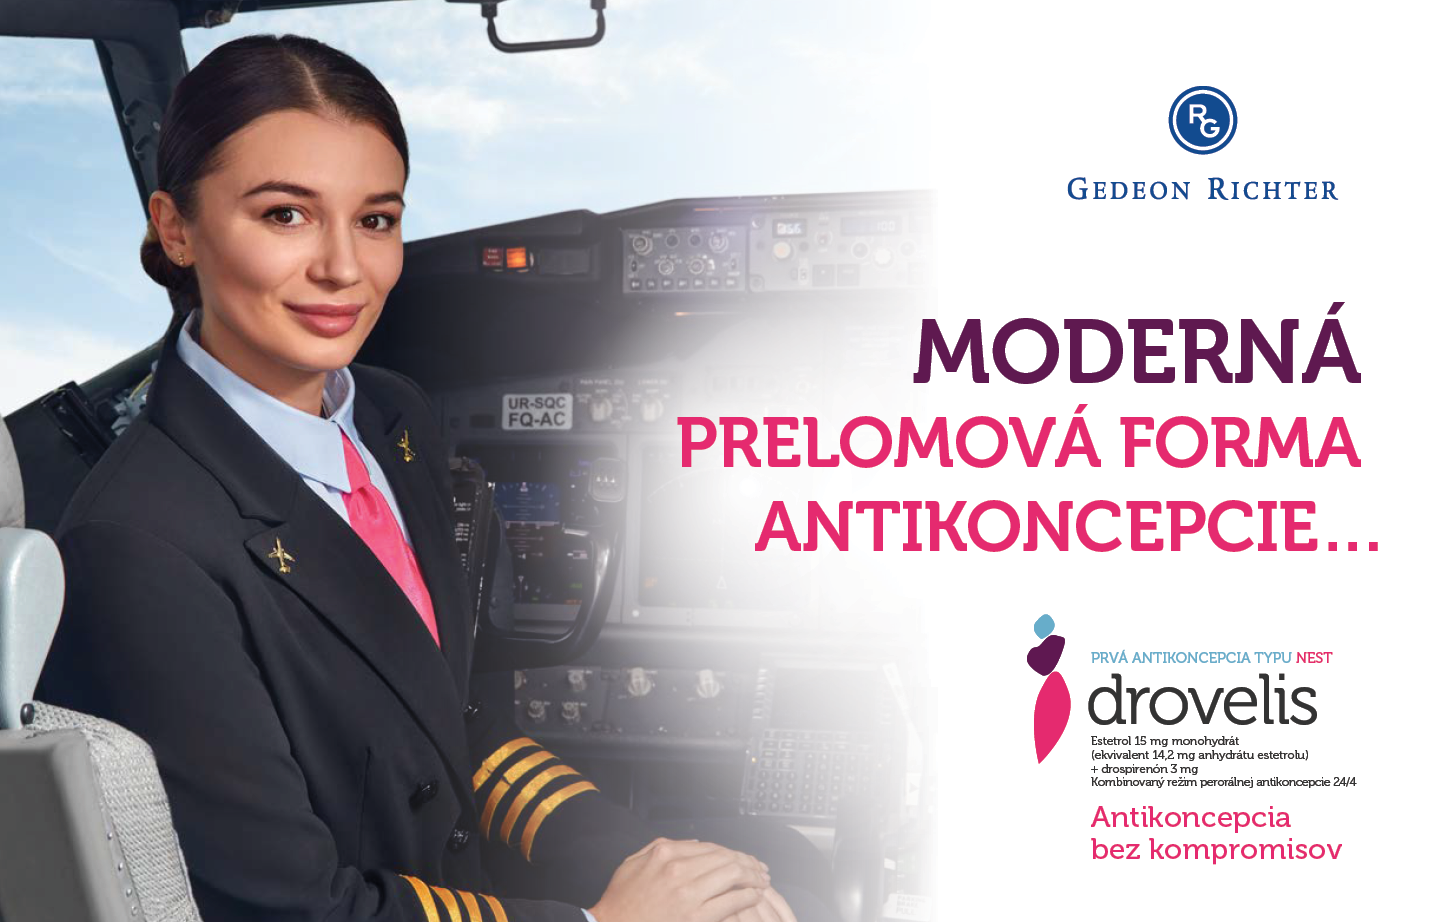 RG
GEDEON RICHTER
MODERNÁ
PRELOMOVÁ FORMA
ANTIKONCEPCIE...
UR-SQC
FQ-AC
PRVÁ ANTIKONCEPCIA TYPU NEST
drovelis
Estetrol 15 mg monohydrát
(ekvivalent 14,2 mg anhydrátu estetrolu)
+ drospirenón 3 mg
Kombinovaný režim perorálnej antikoncepcie 24/4
Antikoncepcia
bez kompromisov